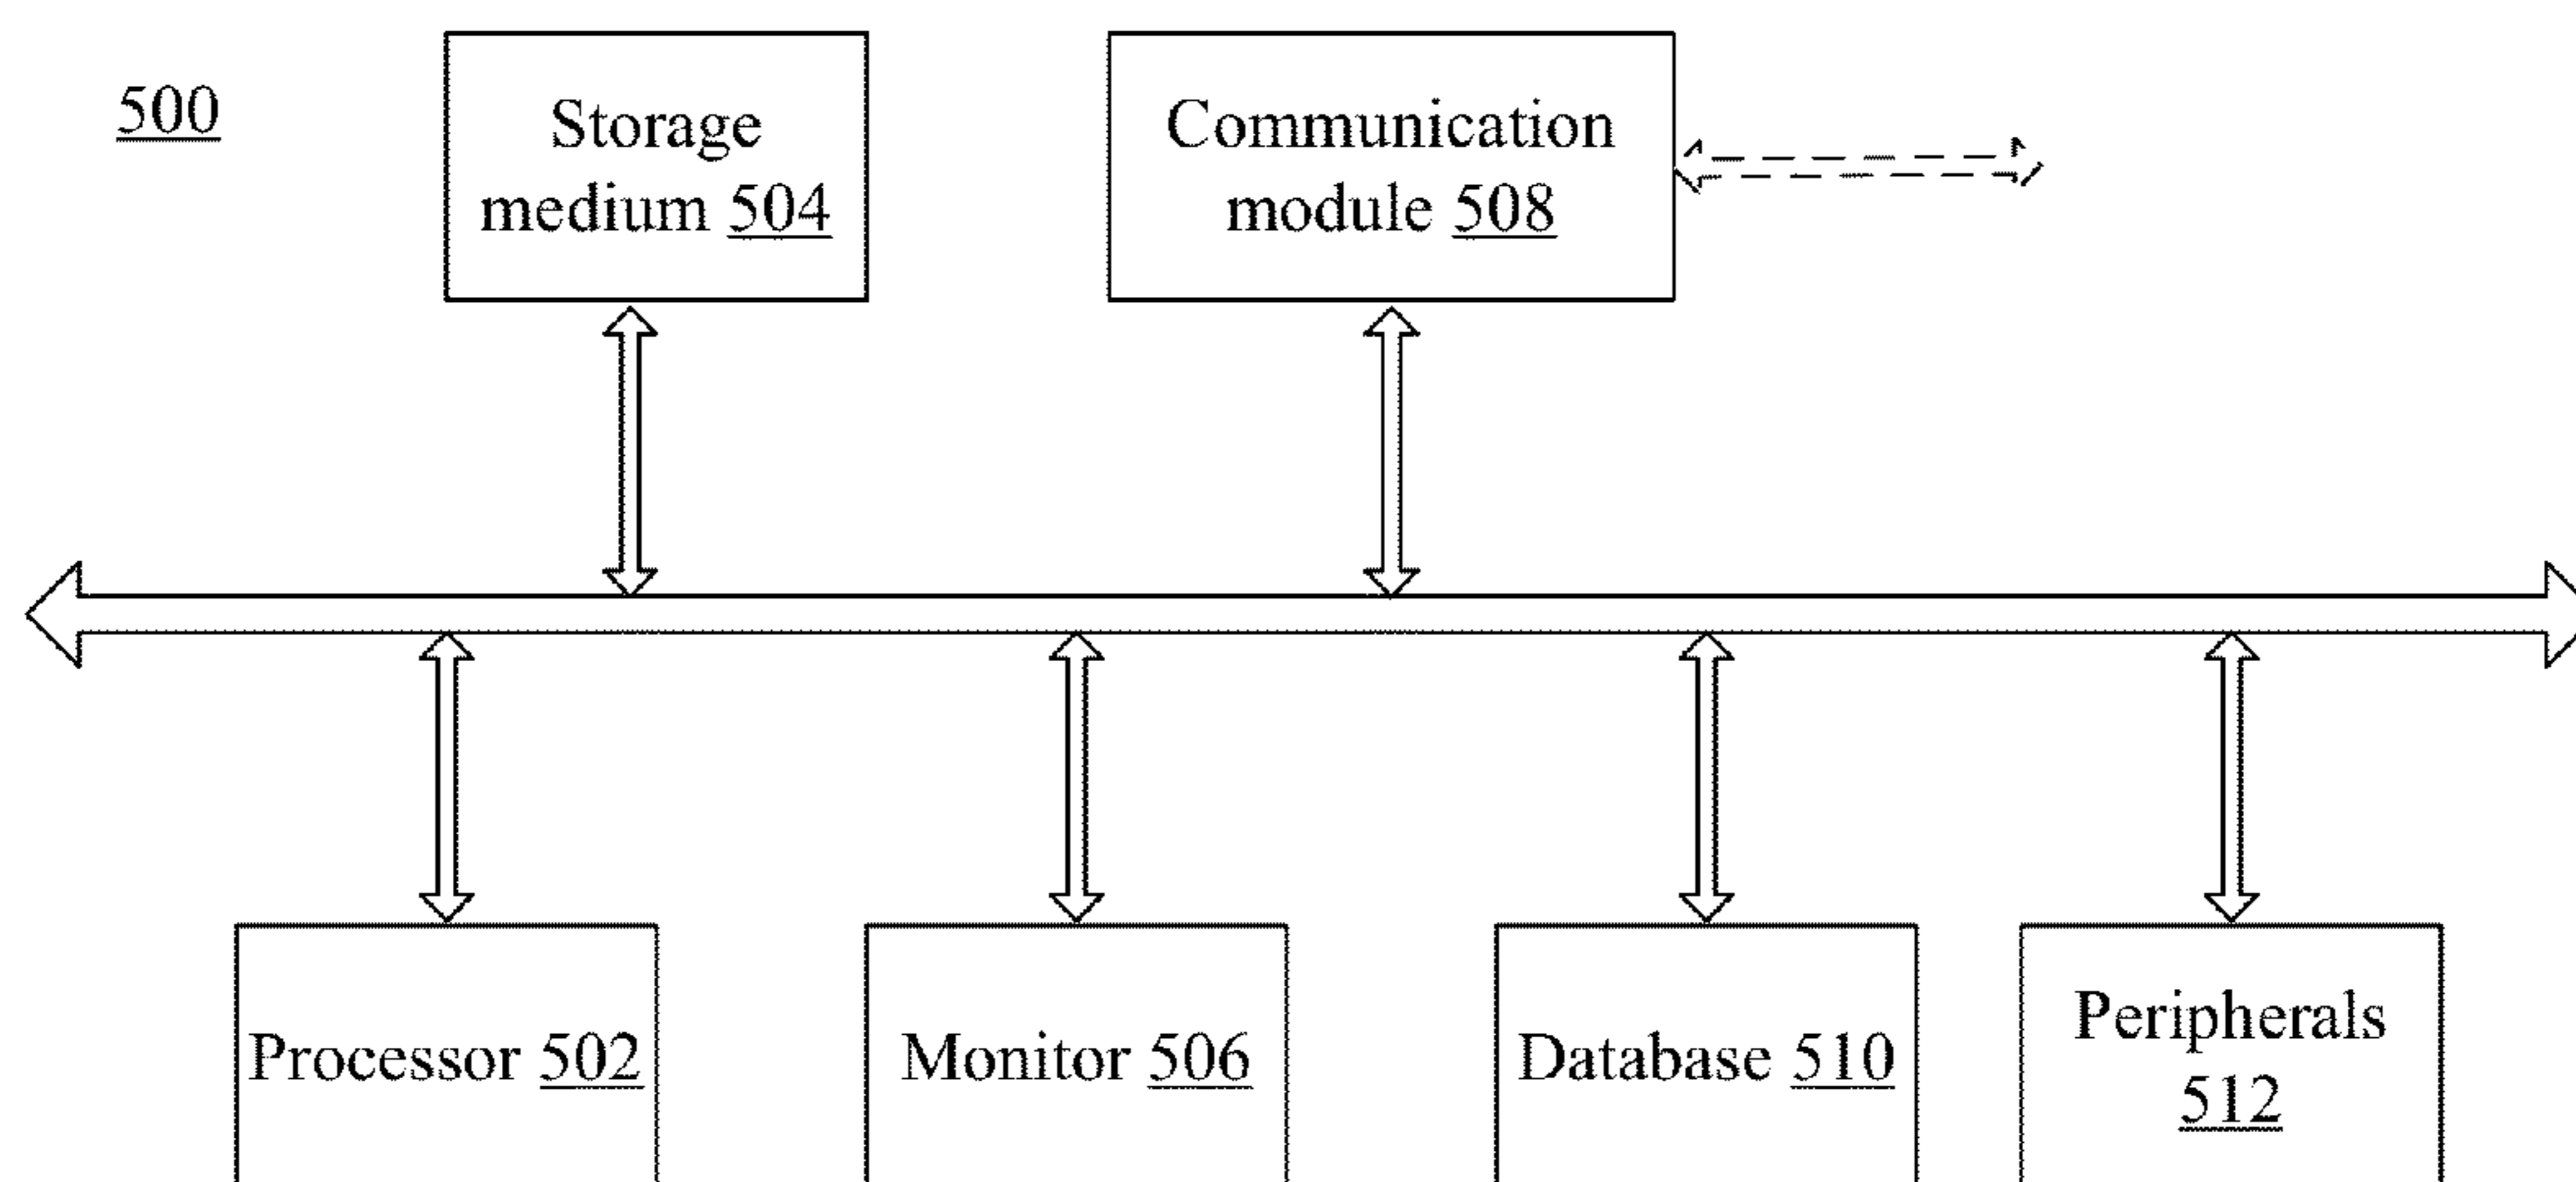 500
Storage
medium 504
Communication
module 508
Processor 502
Monitor 506
Database 510
Peripherals
512